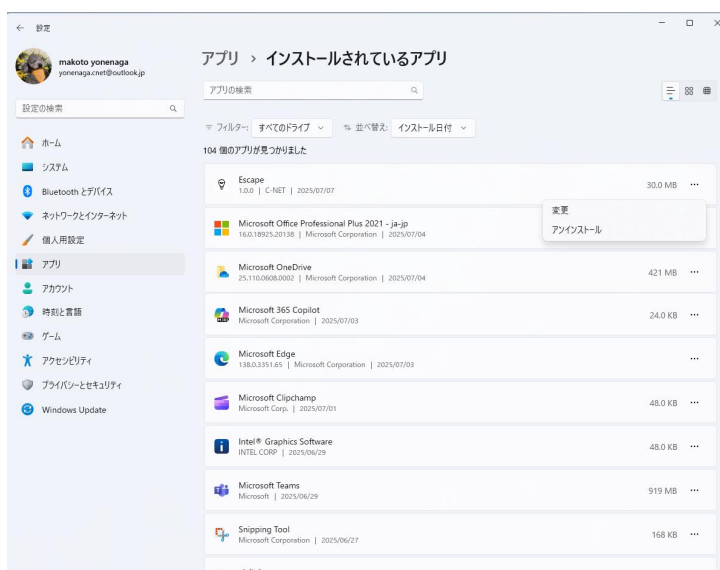 設定
makoto yonenaga
yonenaga.cnet@outlook.jp
設定の検索
ホーム
システム
Bluetooth とデバイス
ネットワークとインターネット
個人用設定
アプリ
アカウント
時刻と言語
ゲーム
アクセシビリティ
プライバシーとセキュリティ
Windows Update
アプリ › インストールされているアプリ
アプリの検索
フィルター: すべてのドライブ 並べ替え: インストール日付
104 個のアプリが見つかりました
Escape
1.0.0 | C-NET | 2025/07/07
30.0 MB
変更
アンインストール
Microsoft Office Professional Plus 2021 - ja-jp
16.0.18925.20138 | Microsoft Corporation | 2025/07/04
Microsoft OneDrive
25.110.0608.0002 | Microsoft Corporation | 2025/07/04
421 MB
Microsoft 365 Copilot
Microsoft Corporation | 2025/07/03
24.0 KB
Microsoft Edge
138.0.3351.65 | Microsoft Corporation | 2025/07/03
Microsoft Clipchamp
Microsoft Corp. | 2025/07/01
48.0 KB
Intel® Graphics Software
INTEL CORP | 2025/06/29
48.0 KB
Microsoft Teams
Microsoft | 2025/06/29
919 MB
Snipping Tool
Microsoft Corporation | 2025/06/27
168 KB